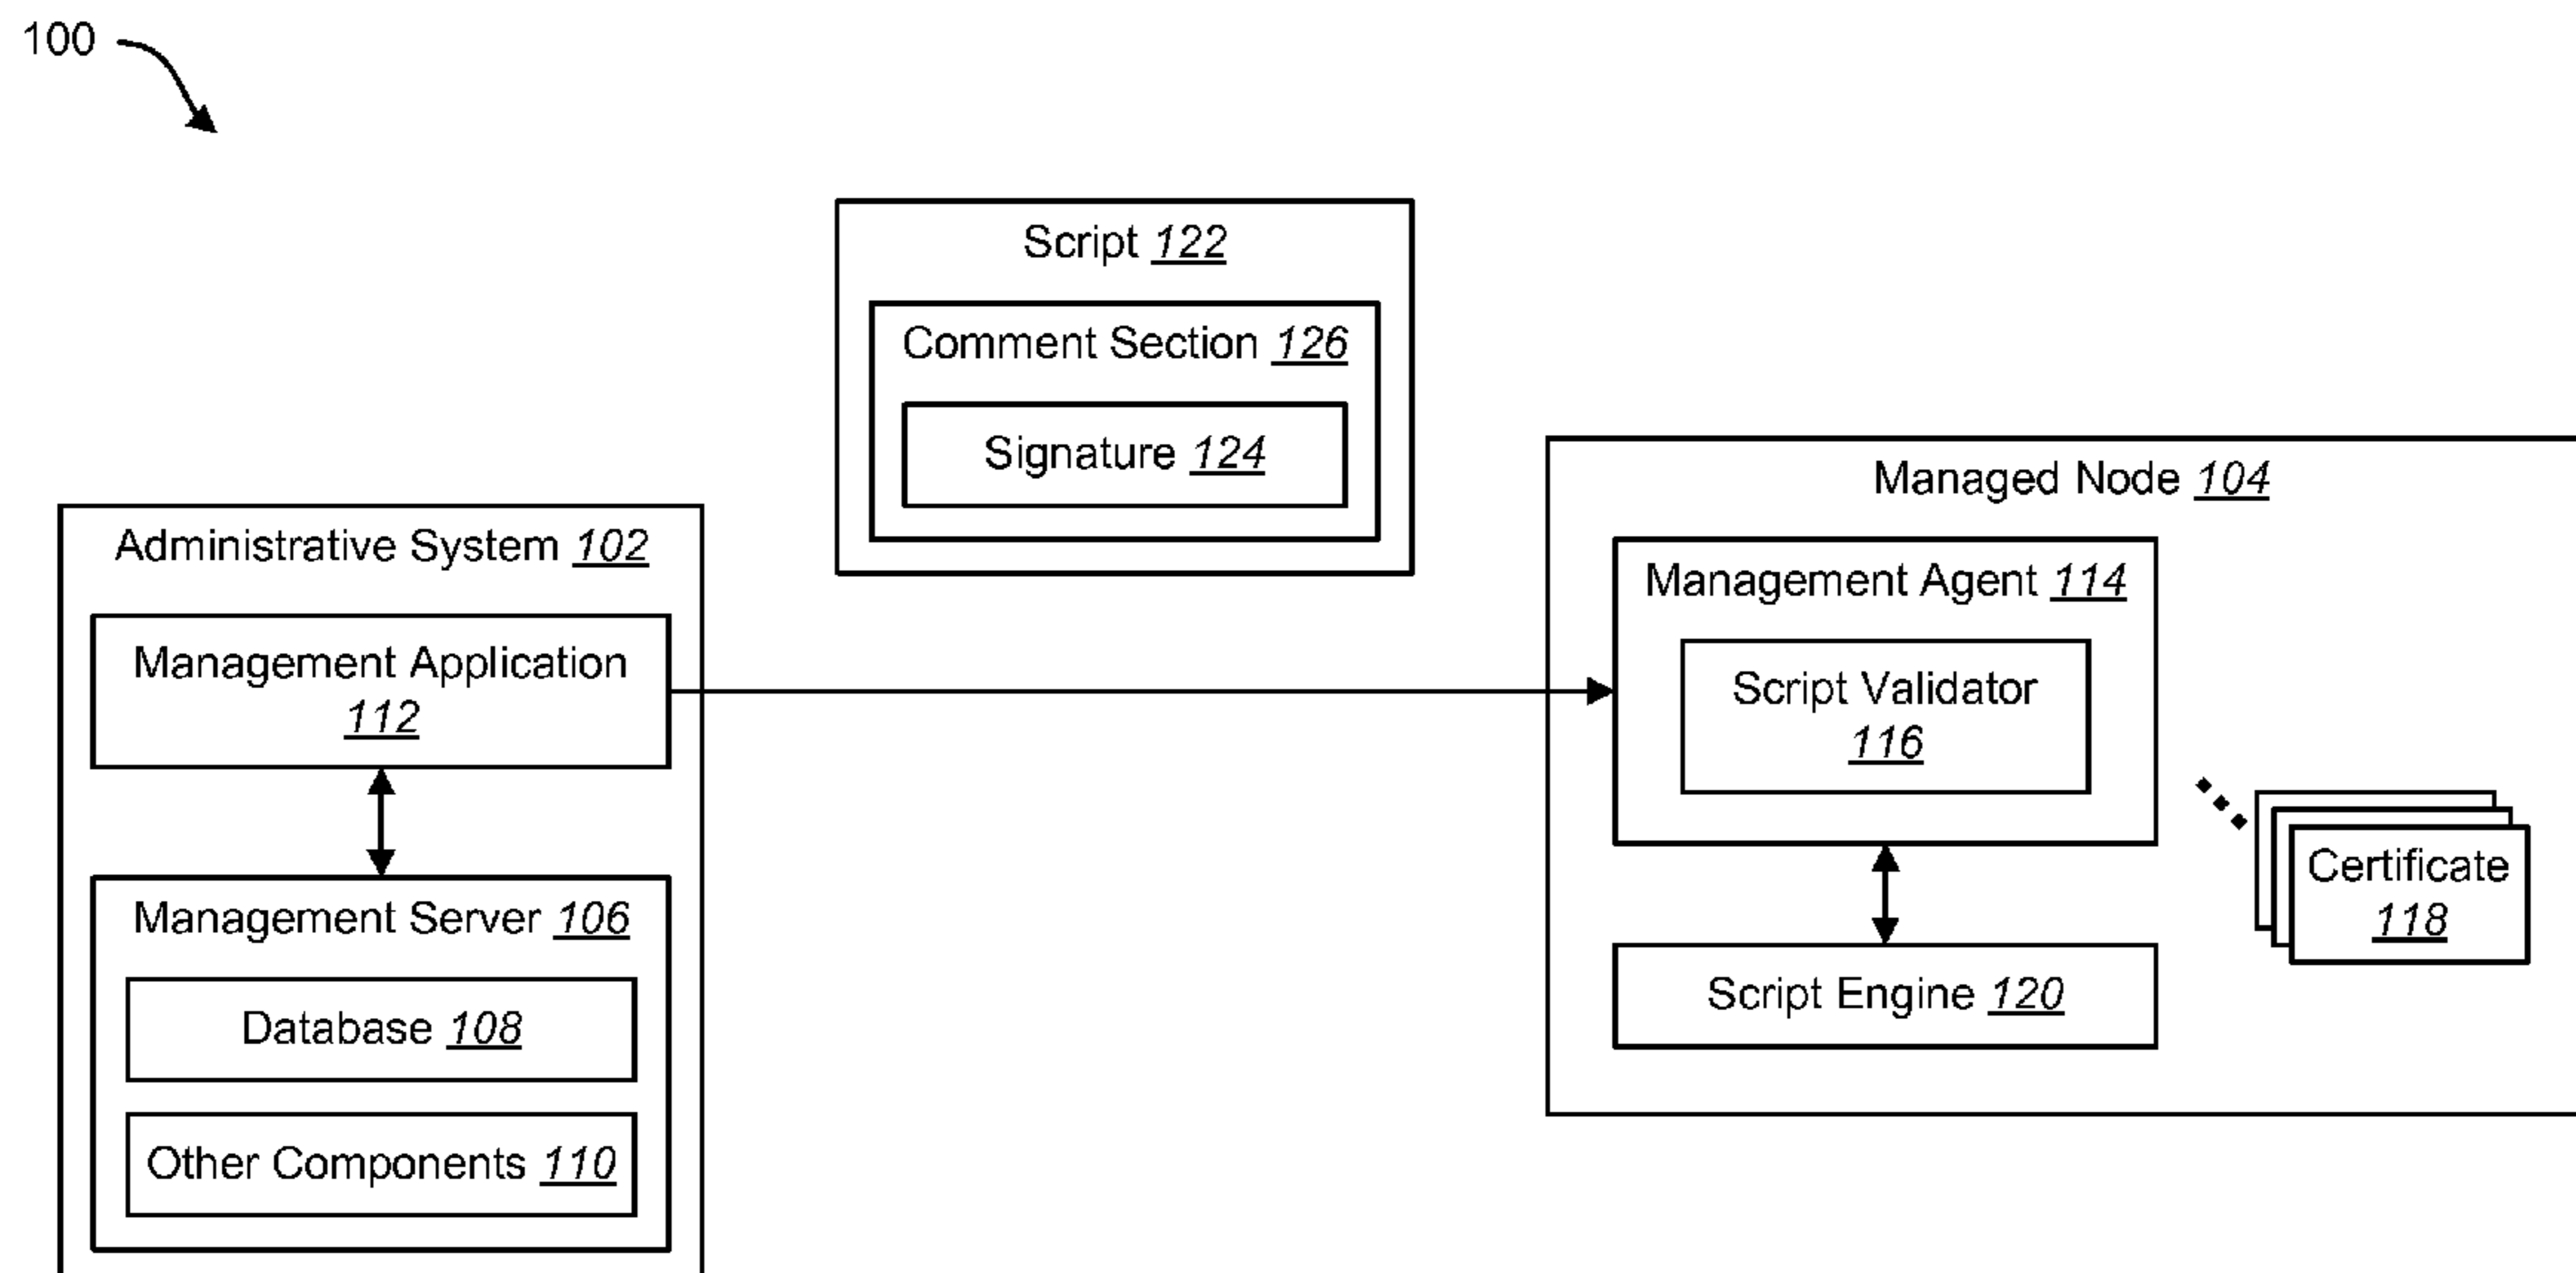 100
Script 122
Comment Section 126
Signature 124
Administrative System 102
Management Application
112
Management Server 106
Database 108
Other Components 110
Managed Node 104
Management Agent 114
Script Validator
116
Script Engine 120
Certificate
118